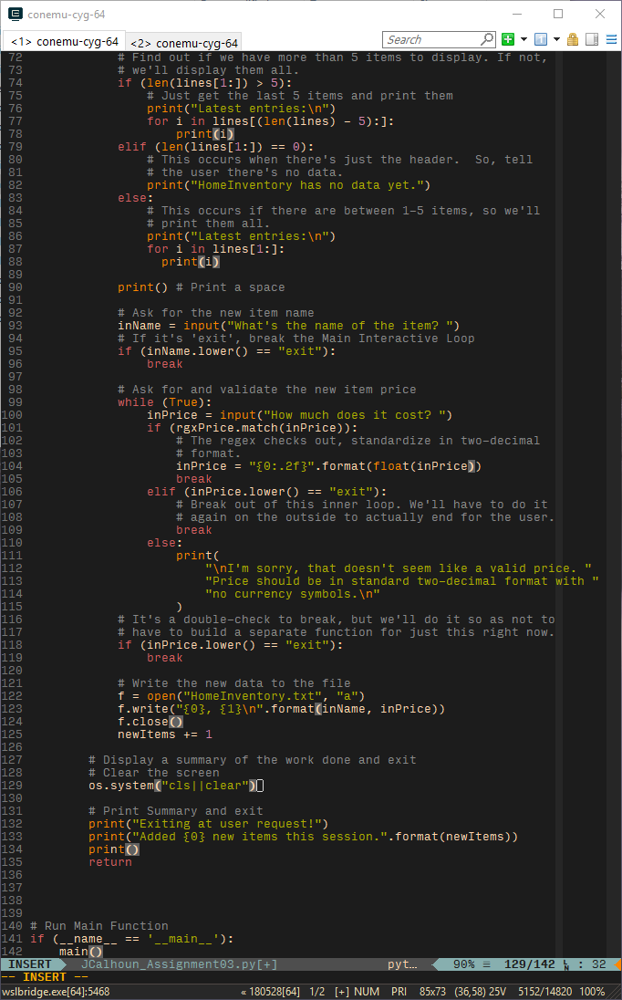 conemu-cyg-64
<1> conemu-cyg-64 <2> conemu-cyg-64 Search
72             # Find out if we have more than 5 items to display. If not,
73             # we'll display them all.
74             if (len(lines[1:]) > 5):
75                 # Just get the last 5 items and print them
76                 print("Latest entries:\n")
77                 for i in lines[(len(lines) - 5):]:
78                     print(i)
79             elif (len(lines[1:]) == 0):
80                 # This occurs when there's just the header.  So, tell
81                 # the user there's no data.
82                 print("HomeInventory has no data yet.")
83             else:
84                 # This occurs if there are between 1-5 items, so we'll
85                 # print them all.
86                 print("Latest entries:\n")
87                 for i in lines[1:]:
88                   print(i)
89
90             print() # Print a space
91
92             # Ask for the new item name
93             inName = input("What's the name of the item? ")
94             # If it's 'exit', break the Main Interactive Loop
95             if (inName.lower() == "exit"):
96                 break
97
98             # Ask for and validate the new item price
99             while (True):
100                 inPrice = input("How much does it cost? ")
101                 if (rgxPrice.match(inPrice)):
102                     # The regex checks out, standardize in two-decimal
103                     # format.
104                     inPrice = "{0:.2f}".format(float(inPrice))
105                     break
106                 elif (inPrice.lower() == "exit"):
107                     # Break out of this inner loop. We'll have to do it
108                     # again on the outside to actually end for the user.
109                     break
110                 else:
111                     print(
112                         "\nI'm sorry, that doesn't seem like a valid price. "
113                         "Price should be in standard two-decimal format with "
114                         "no currency symbols.\n"
115                     )
116             # It's a double-check to break, but we'll do it so as not to
117             # have to build a separate function for just this right now.
118             if (inPrice.lower() == "exit"):
119                 break
120
121             # Write the new data to the file
122             f = open("HomeInventory.txt", "a")
123             f.write("{0}, {1}\n".format(inName, inPrice))
124             f.close()
125             newItems += 1
126
127         # Display a summary of the work done and exit
128         # Clear the screen
129         os.system("cls||clear")
130
131         # Print Summary and exit
132         print("Exiting at user request!")
133         print("Added {0} new items this session.".format(newItems))
134         print()
135         return
136
137
138
139
140 # Run Main Function
141 if (__name__ == '__main__'):
142     main()
INSERT JCalhoun_Assignment03.py[+] pyt… 90% ≡ 129/142 LN : 32
-- INSERT --
wslbridge.exe[64]:5468 « 180528[64] 1/2 [+] NUM PRI 85x73 (36,58) 25V 5152/14820 100%